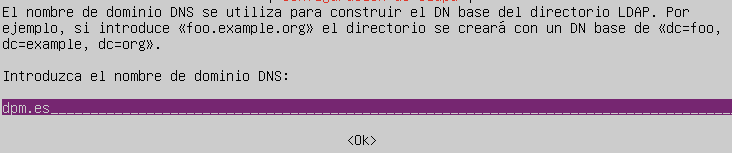 El nombre de dominio DNS se utiliza para construir el DN base del directorio LDAP. Por
ejemplo, si introduce «foo.example.org» el directorio se creará con un DN base de «dc=foo,
dc=example, dc=org».
Introduzca el nombre de dominio DNS:
dpm.es
<Ok>